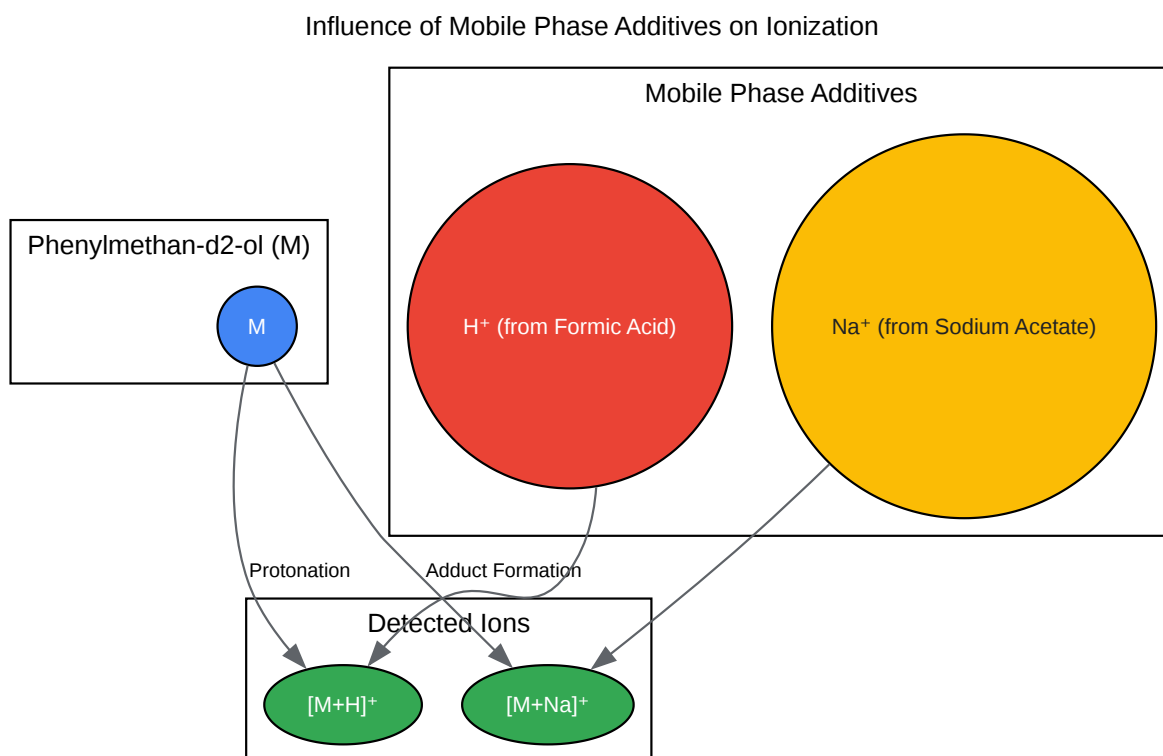 Influence of Mobile Phase Additives on Ionization
Mobile Phase Additives
Phenylmethan-d2-ol (M)
M
H⁺ (from Formic Acid)
Na⁺ (from Sodium Acetate)
Protonation
Adduct Formation
Detected Ions
[M+H]⁺
[M+Na]⁺